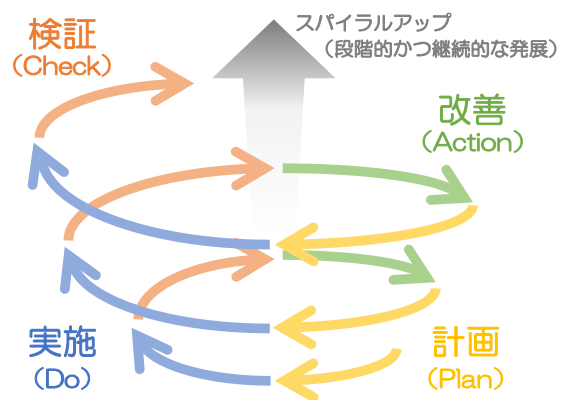 スパイラルアップ
（段階的かつ継続的な発展）
検証
（Check）
改善
（Action）
実施
（Do）
計画
（Plan）